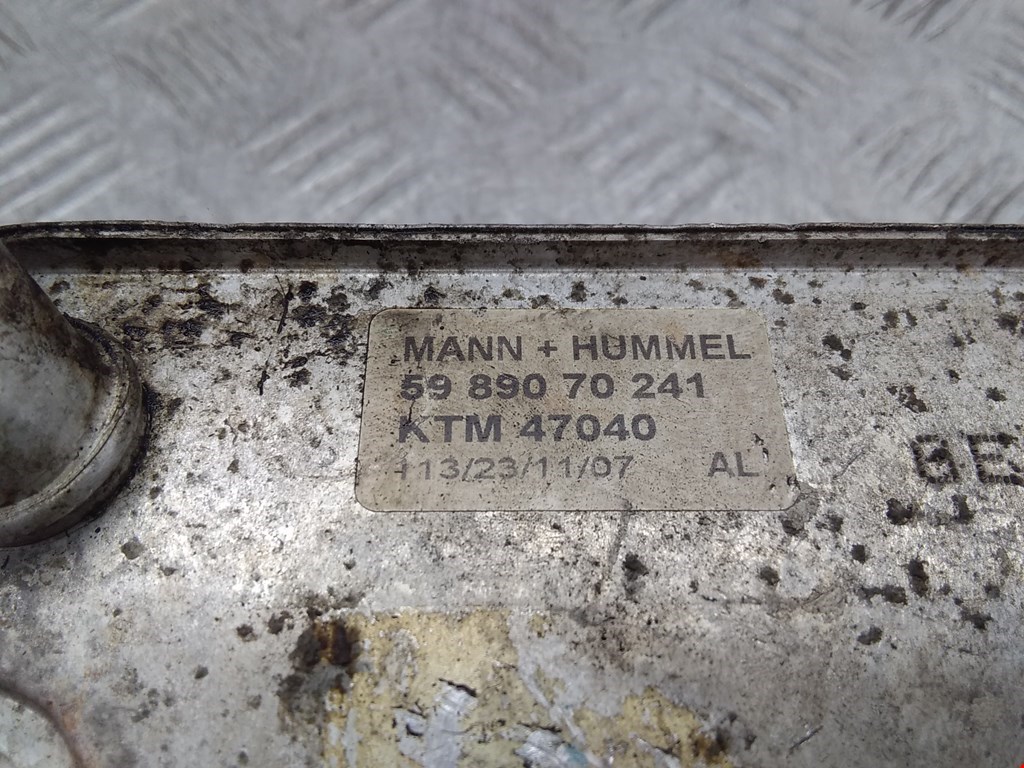 MANN + HUMMEL
59 890 70 241
KTM 47040
113/23/11/07 AL